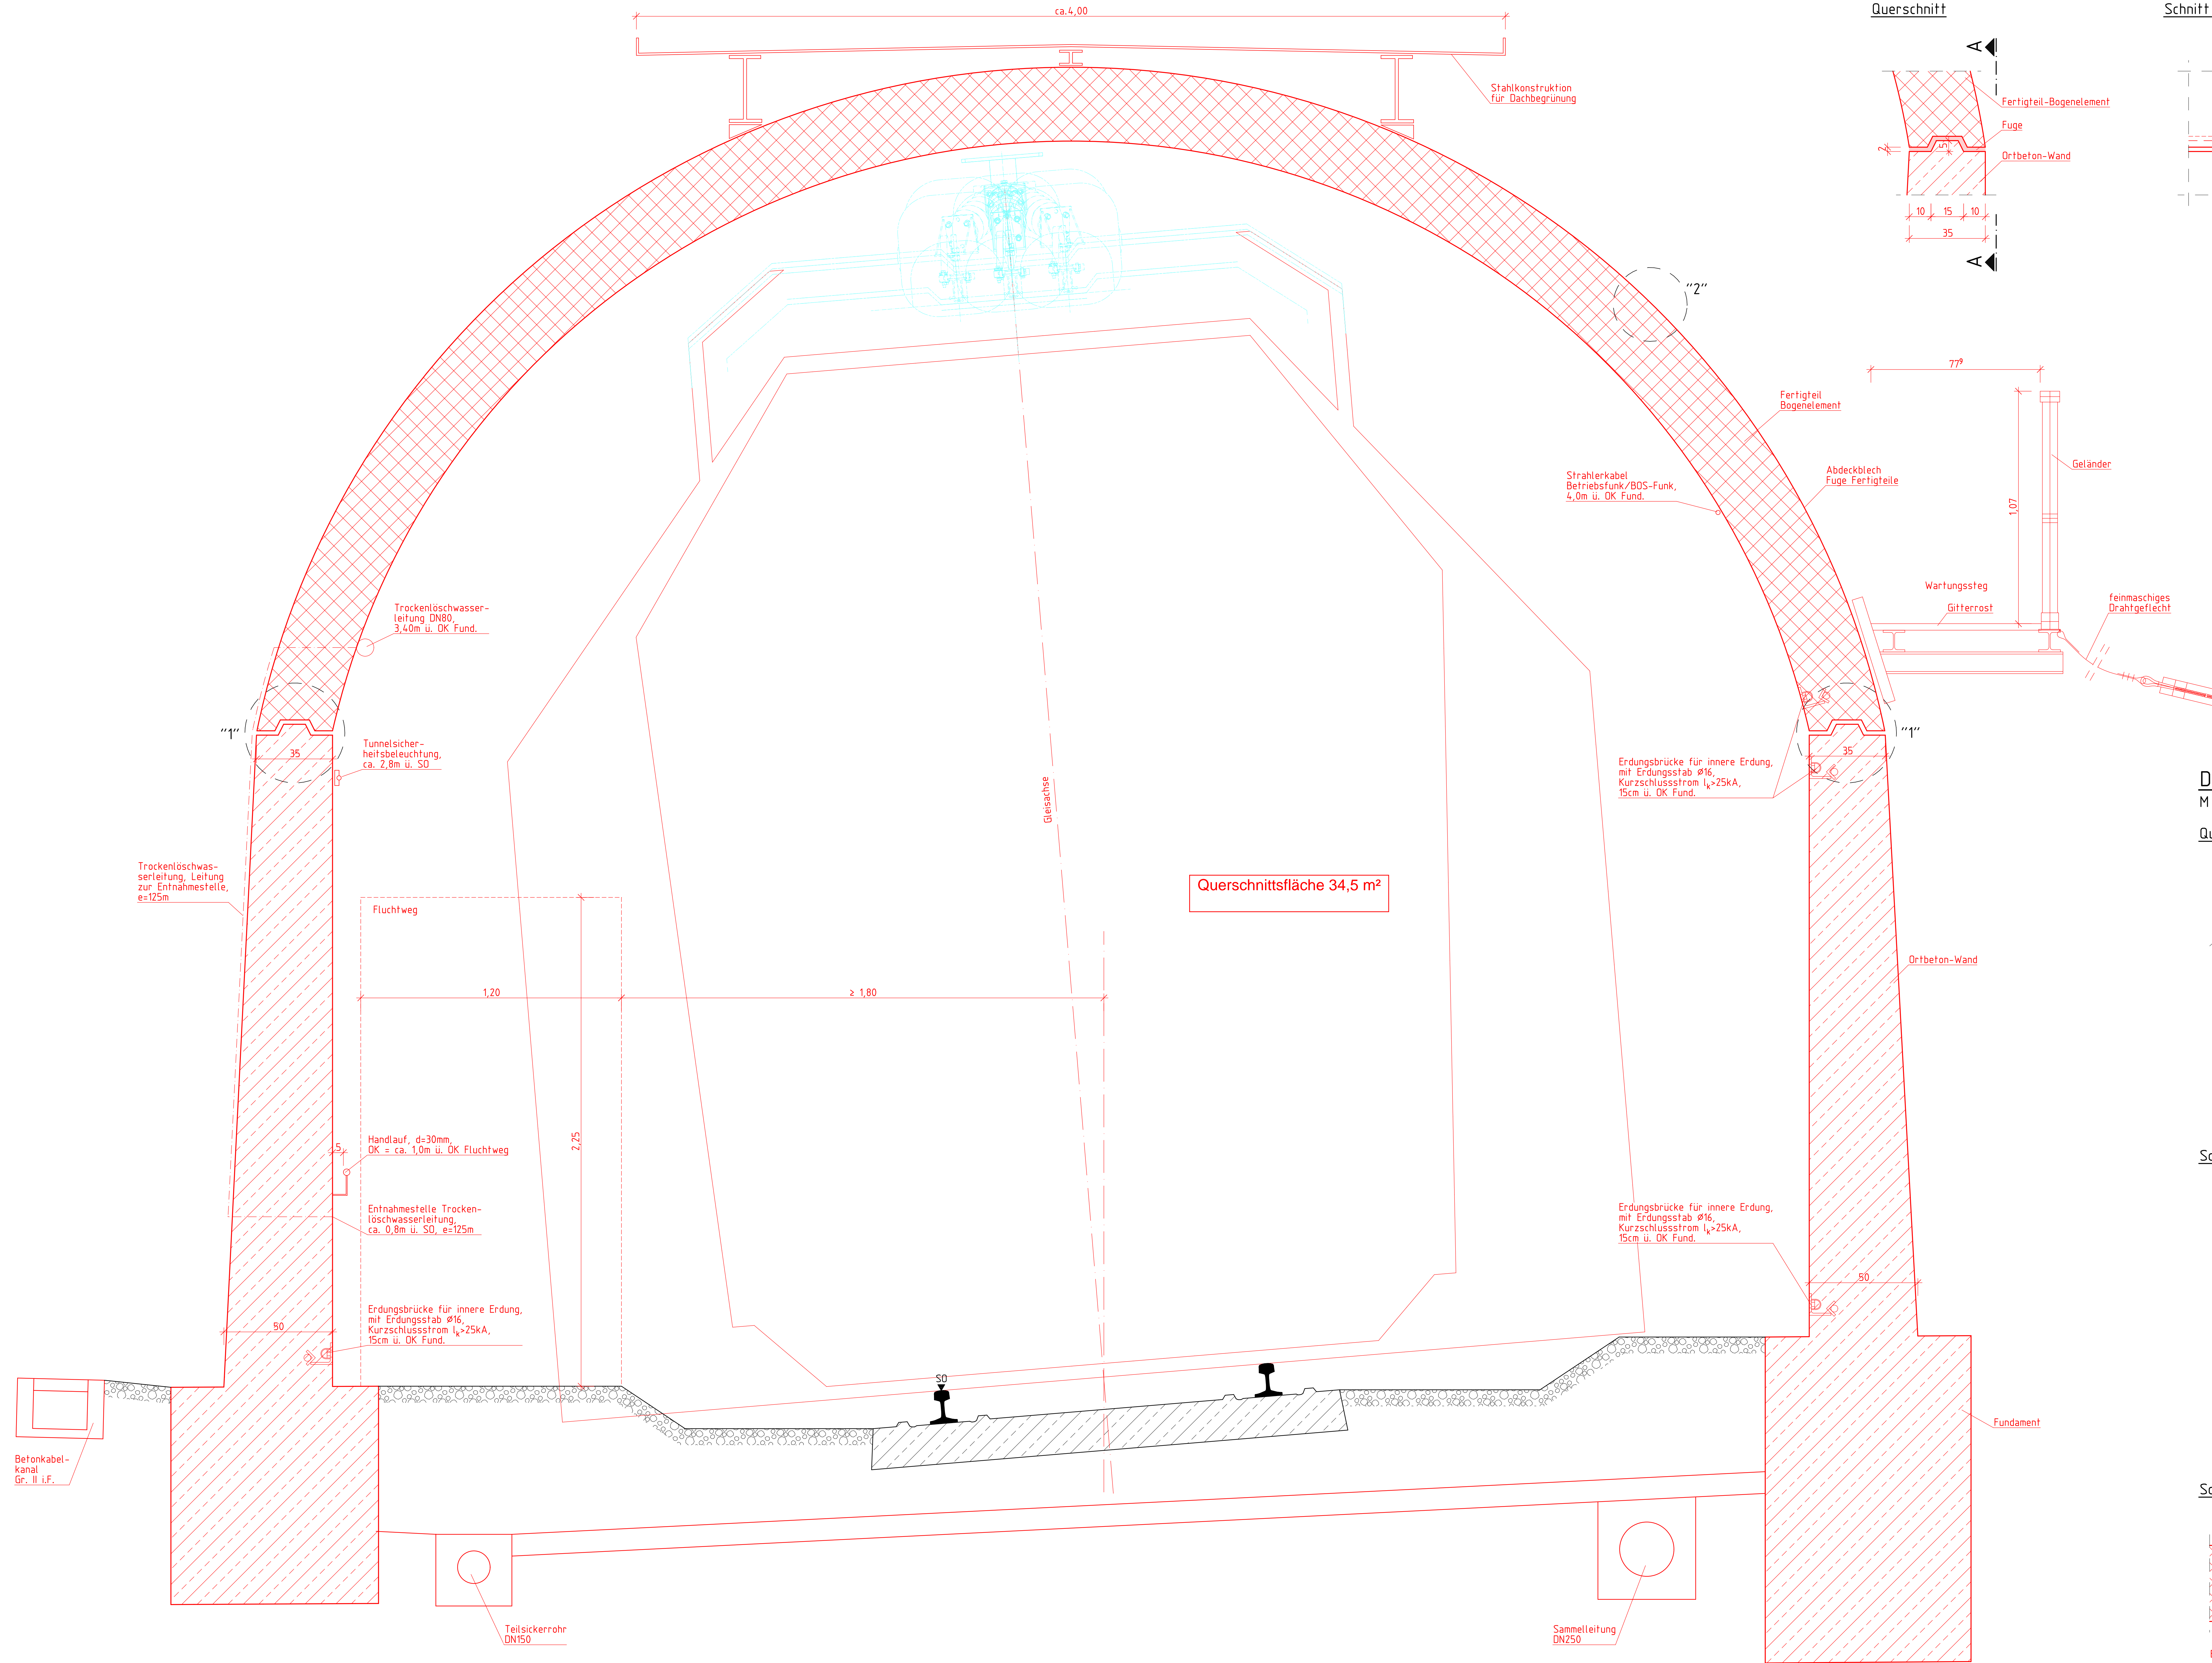 ca.4,00
Querschnitt
Schnitt
A
Stahlkonstruktion
für Dachbegrünung
Fertigteil-Bogenelement
Fuge
Ortbeton-Wand
2
5
10
15
10
35
A
"2"
77⁹
Fertigteil
Bogenelement
Geländer
Strahlerkabel
Betriebsfunk/BOS-Funk,
4,0m ü. OK Fund.
Abdeckblech
Fuge Fertigteile
1,07
Wartungssteg
Gitterrost
feinmaschiges
Drahtgeflecht
Trockenlöschwasser-
leitung DN80,
3,40m ü. OK Fund.
"1"
35
Tunnelsicher-
heitsbeleuchtung,
ca. 2,8m ü. SO
"1"
35
Erdungsbrücke für innere Erdung,
mit Erdungsstab Ø16,
Kurzschlussstrom Ik>25kA,
15cm ü. OK Fund.
Gleisachse
D
M
Qu
Trockenlöschwas-
serleitung, Leitung
zur Entnahmestelle,
e=125m
Fluchtweg
Querschnittsfläche 34,5 m²
Ortbeton-Wand
1,20
≥ 1,80
2,25
5
Handlauf, d=30mm,
OK = ca. 1,0m ü. OK Fluchtweg
Sc
Entnahmestelle Trocken-
löschwasserleitung,
ca. 0,8m ü. SO, e=125m
Erdungsbrücke für innere Erdung,
mit Erdungsstab Ø16,
Kurzschlussstrom Ik>25kA,
15cm ü. OK Fund.
50
50
Erdungsbrücke für innere Erdung,
mit Erdungsstab Ø16,
Kurzschlussstrom Ik>25kA,
15cm ü. OK Fund.
SO
Fundament
Betonkabel-
kanal
Gr. II i.F.
Sc
Teilsickerrohr
DN150
Sammelleitung
DN250